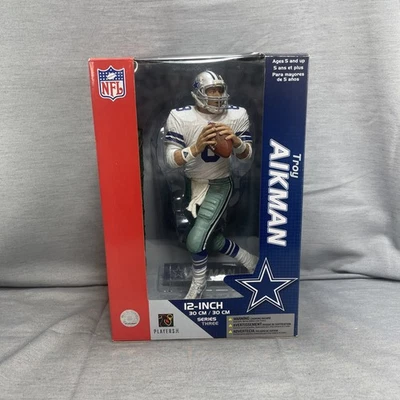 NFL
Ages 5 and up
5 ans et plus
Para mayores
de 5 años
Troy
AIKMAN
8
12-INCH
30 CM / 30 CM
SERIES
THREE
PLAYERS